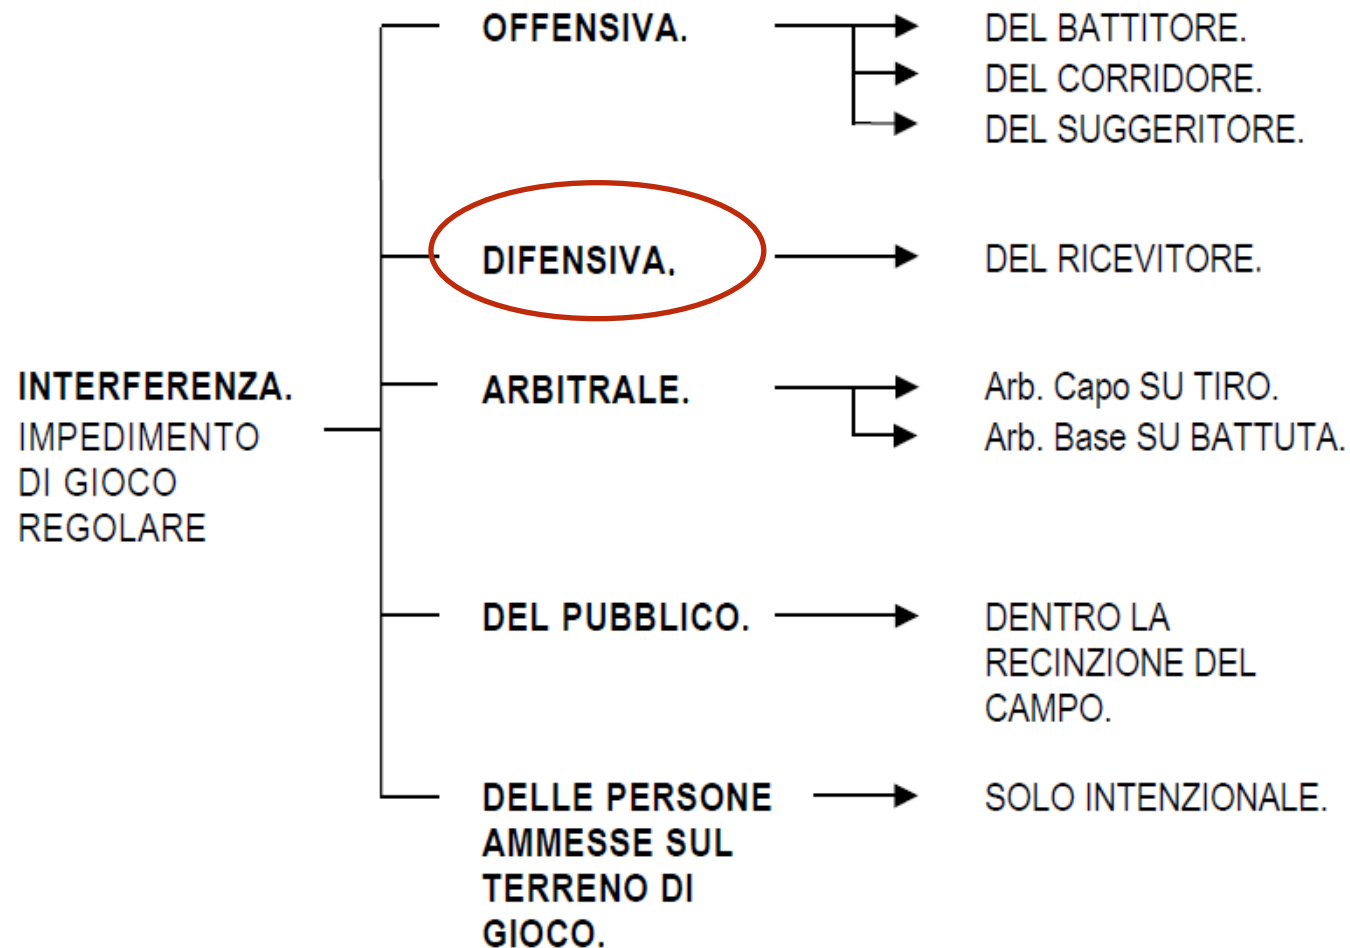 OFFENSIVA.
DEL BATTITORE.
DEL CORRIDORE.
DEL SUGGERITORE.
DIFENSIVA.
DEL RICEVITORE.
INTERFERENZA.
IMPEDIMENTO
DI GIOCO
REGOLARE
ARBITRALE.
Arb. Capo SU TIRO.
Arb. Base SU BATTUTA.
DEL PUBBLICO.
DENTRO LA
RECINZIONE DEL
CAMPO.
DELLE PERSONE
AMMESSE SUL
TERRENO DI
GIOCO.
SOLO INTENZIONALE.